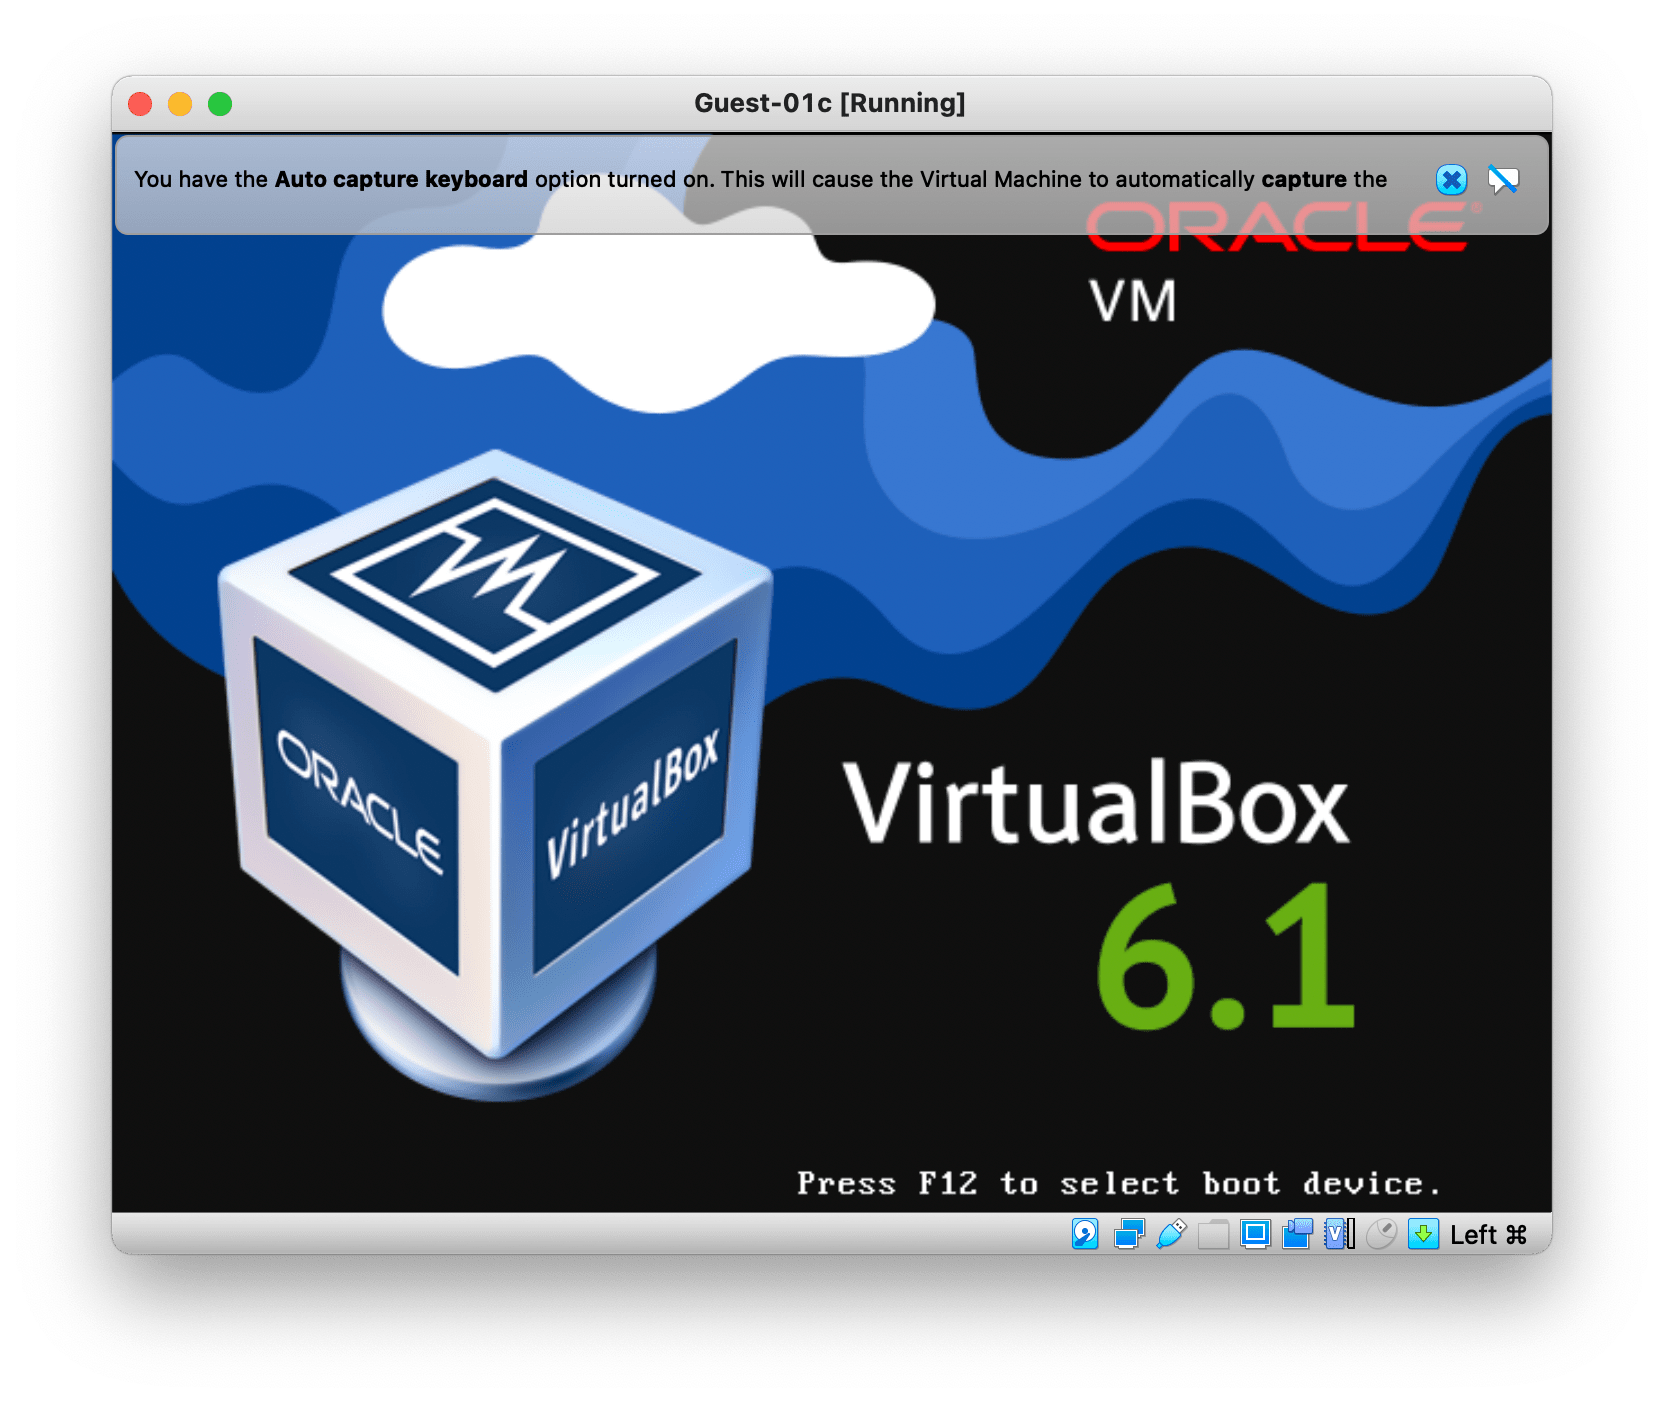 Guest-01c [Running]
You have the Auto capture keyboard option turned on. This will cause the Virtual Machine to automatically capture the
ORACLE®
VM
ORACLE
VirtualBox
VirtualBox
6.1
Press F12 to select boot device.
V
Left ⌘